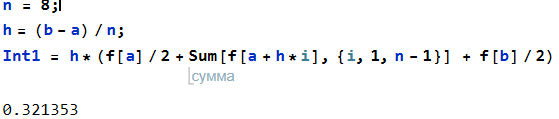 n = 8;
h = (b - a) / n;
Int1 = h * (f[a] / 2 + Sum[f[a + h * i], {i, 1, n - 1}] + f[b] / 2)
сумма
0.321353